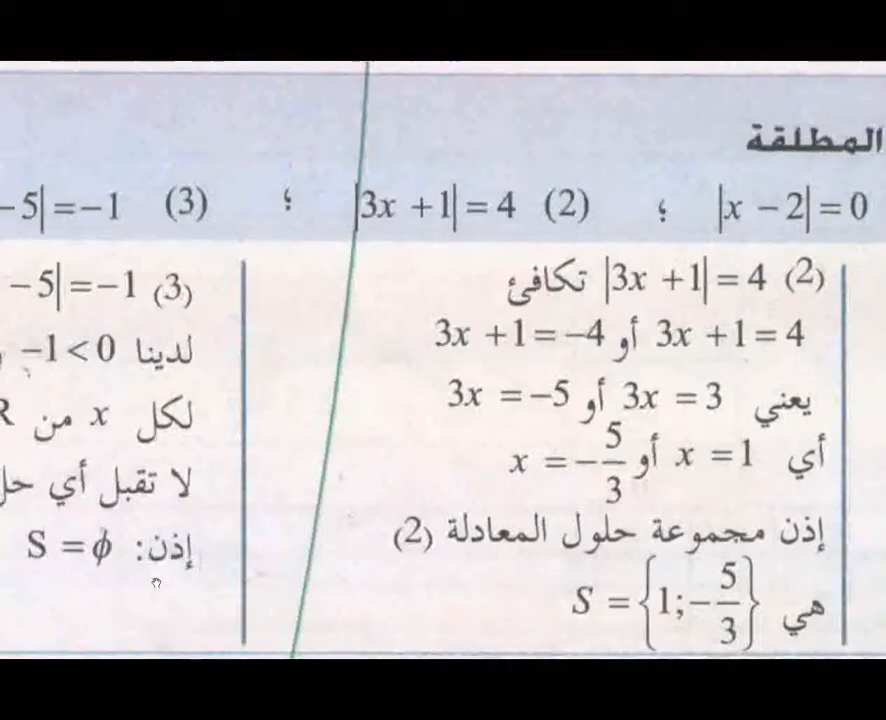 المطلقة
|x − 2| = 0 ؛ (2) |3x + 1| = 4 ؛ (3) − 5| = −1
(2) |3x + 1| = 4 تكافئ
3x + 1 = 4 أو 3x + 1 = −4
يعني 3x = 3 أو 3x = −5
أي x = 1 أو x = −5/3
إذن مجموعة حلول المعادلة (2)
هي S = {1; −5/3}
(3) − 5| = −1
لدينا −1 < 0
لكل x من R
لا تقبل أي حل
إذن: S = ϕ